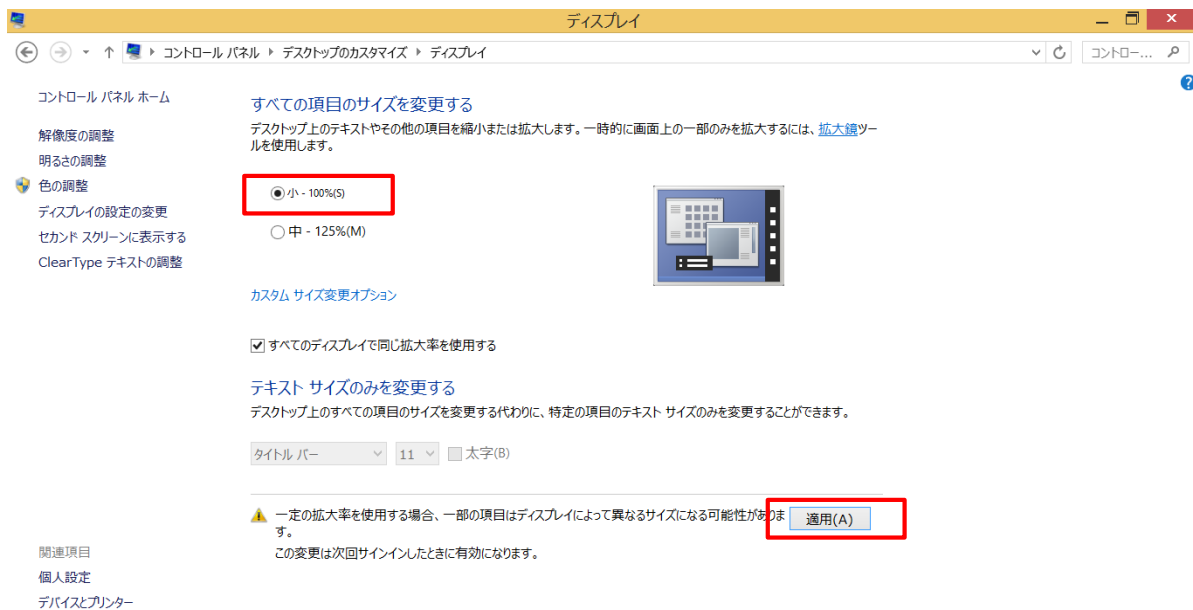 ディスプレイ
コントロール パネル デスクトップのカスタマイズ ディスプレイ
コントロー...
コントロール パネル ホーム
解像度の調整
明るさの調整
色の調整
ディスプレイの設定の変更
セカンド スクリーンに表示する
ClearType テキストの調整
すべての項目のサイズを変更する
デスクトップ上のテキストやその他の項目を縮小または拡大します。一時的に画面上の一部のみを拡大するには、拡大鏡ツー
ルを使用します。
小 - 100%(S)
中 - 125%(M)
カスタム サイズ変更オプション
すべてのディスプレイで同じ拡大率を使用する
テキスト サイズのみを変更する
デスクトップ上のすべての項目のサイズを変更する代わりに、特定の項目のテキスト サイズのみを変更することができます。
タイトル バー 11 太字(B)
一定の拡大率を使用する場合、一部の項目はディスプレイによって異なるサイズになる可能性がありま
す。
適用(A)
この変更は次回サインインしたときに有効になります。
関連項目
個人設定
デバイスとプリンター